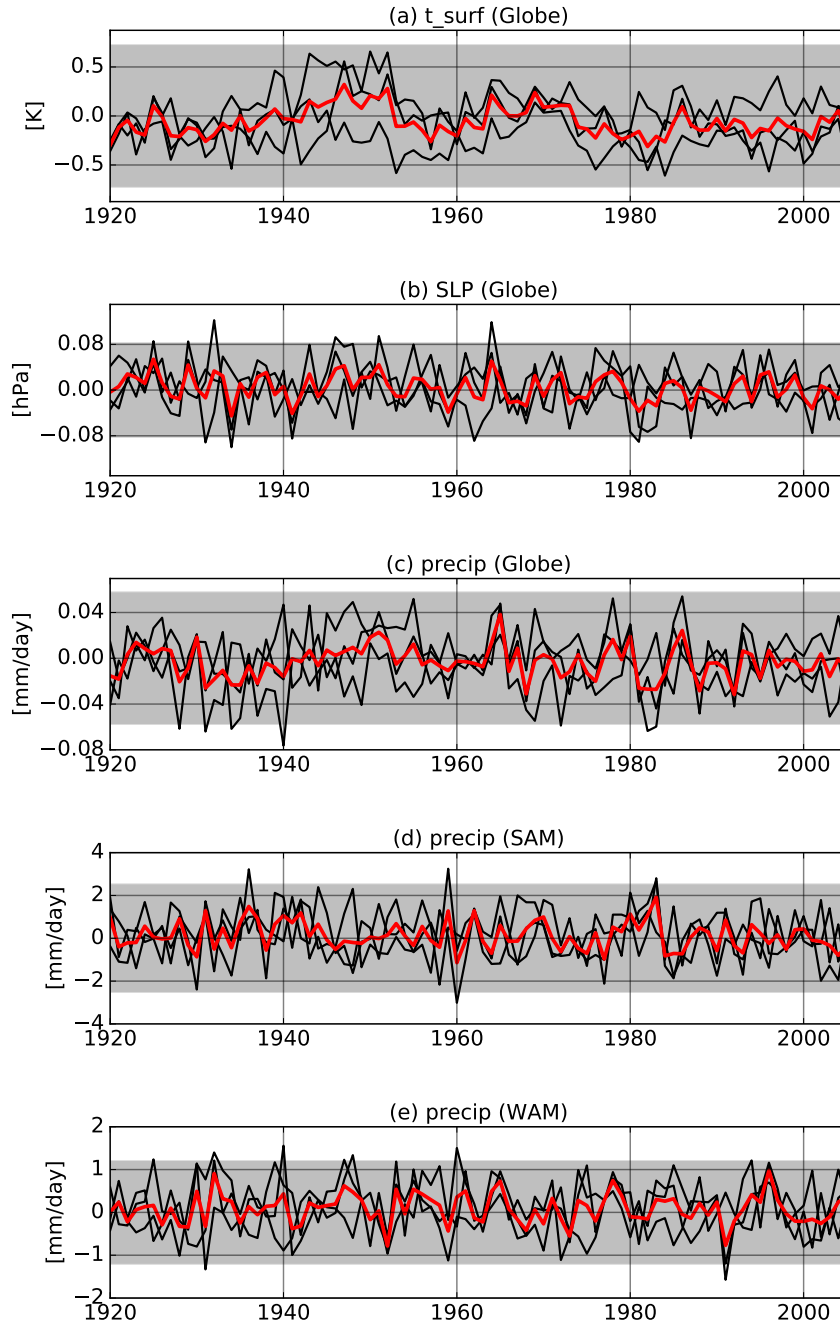 (a) t_surf (Globe)
[K]
0.5
0.0
−0.5
1920 1940 1960 1980 2000
(b) SLP (Globe)
[hPa]
0.08
0.00
−0.08
1920 1940 1960 1980 2000
(c) precip (Globe)
[mm/day]
0.04
0.00
−0.04
−0.08
1920 1940 1960 1980 2000
(d) precip (SAM)
[mm/day]
4
2
0
−2
−4
1920 1940 1960 1980 2000
(e) precip (WAM)
[mm/day]
2
1
0
−1
−2
1920 1940 1960 1980 2000